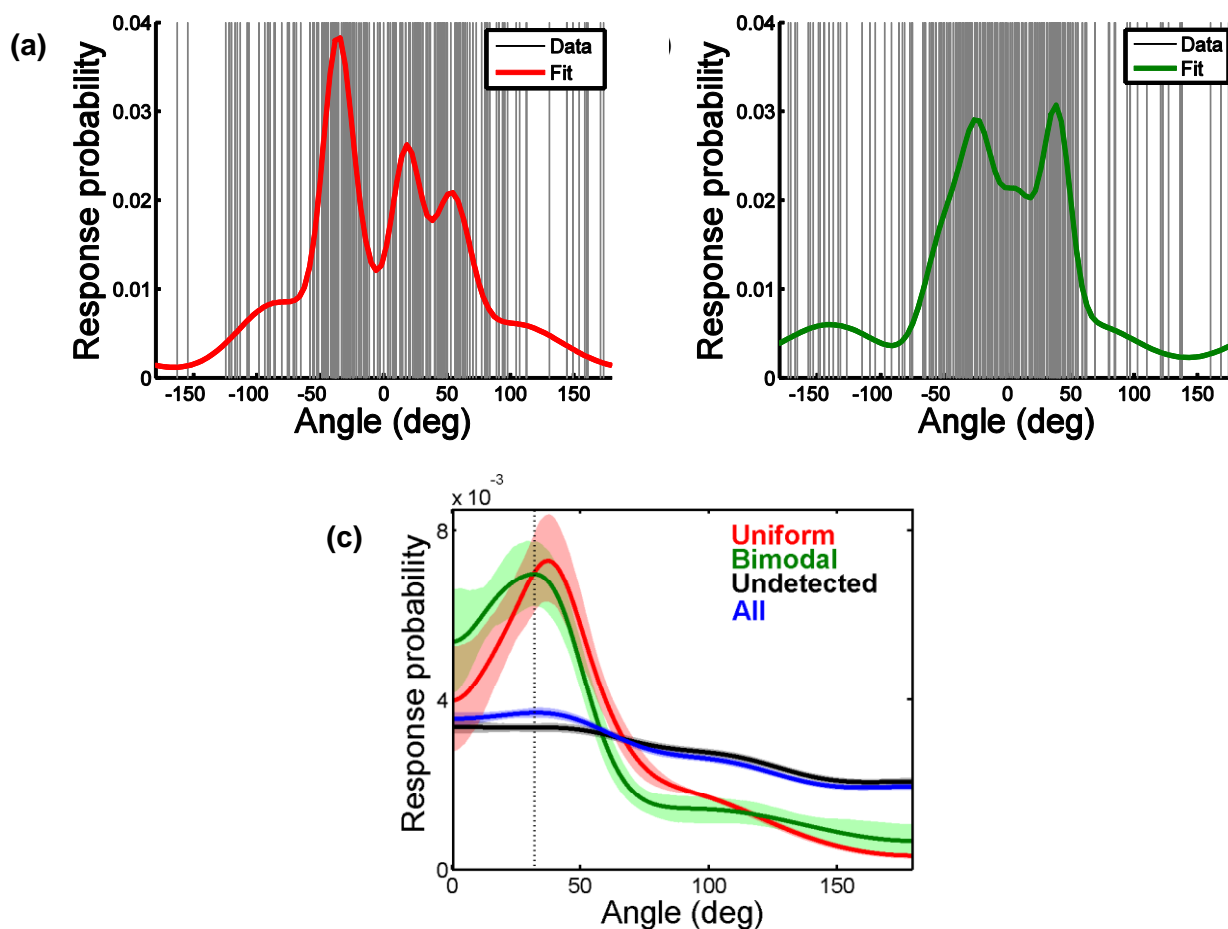 (a)
0.04
0.03
0.02
0.01
0
Response probability
Data
Fit
-150 -100 -50 0 50 100 150
Angle (deg)
)
0.04
0.03
0.02
0.01
0
Response probability
Data
Fit
-150 -100 -50 0 50 100 150
Angle (deg)
(c)
x 10
-3
8
4
0
Response probability
Uniform
Bimodal
Undetected
All
0 50 100 150
Angle (deg)